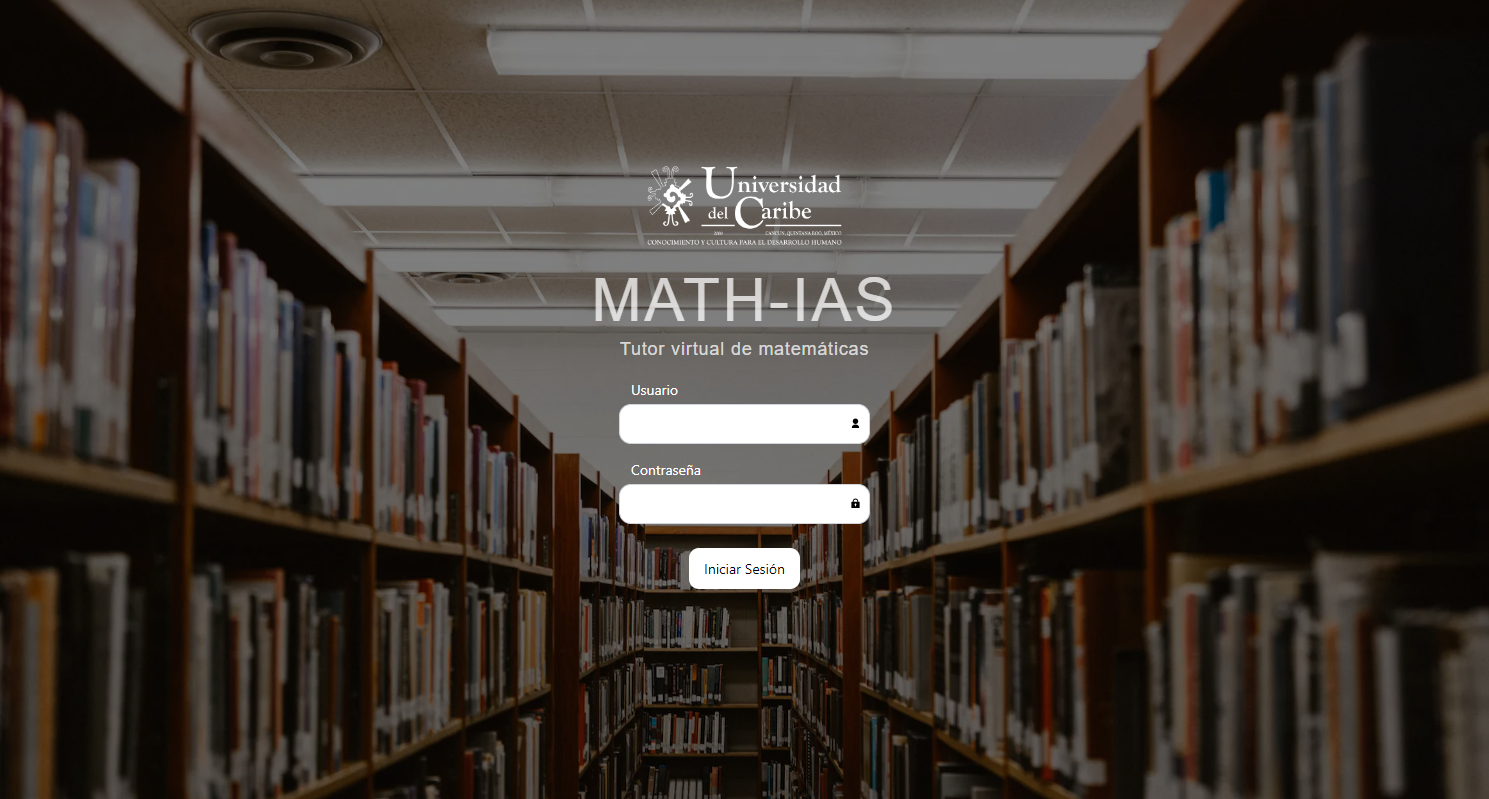 Universidad
del Caribe
2000 CANCÚN, QUINTANA ROO, MÉXICO
CONOCIMIENTO Y CULTURA PARA EL DESARROLLO HUMANO
MATH-IAS
Tutor virtual de matemáticas
Usuario
Contraseña
Iniciar Sesión